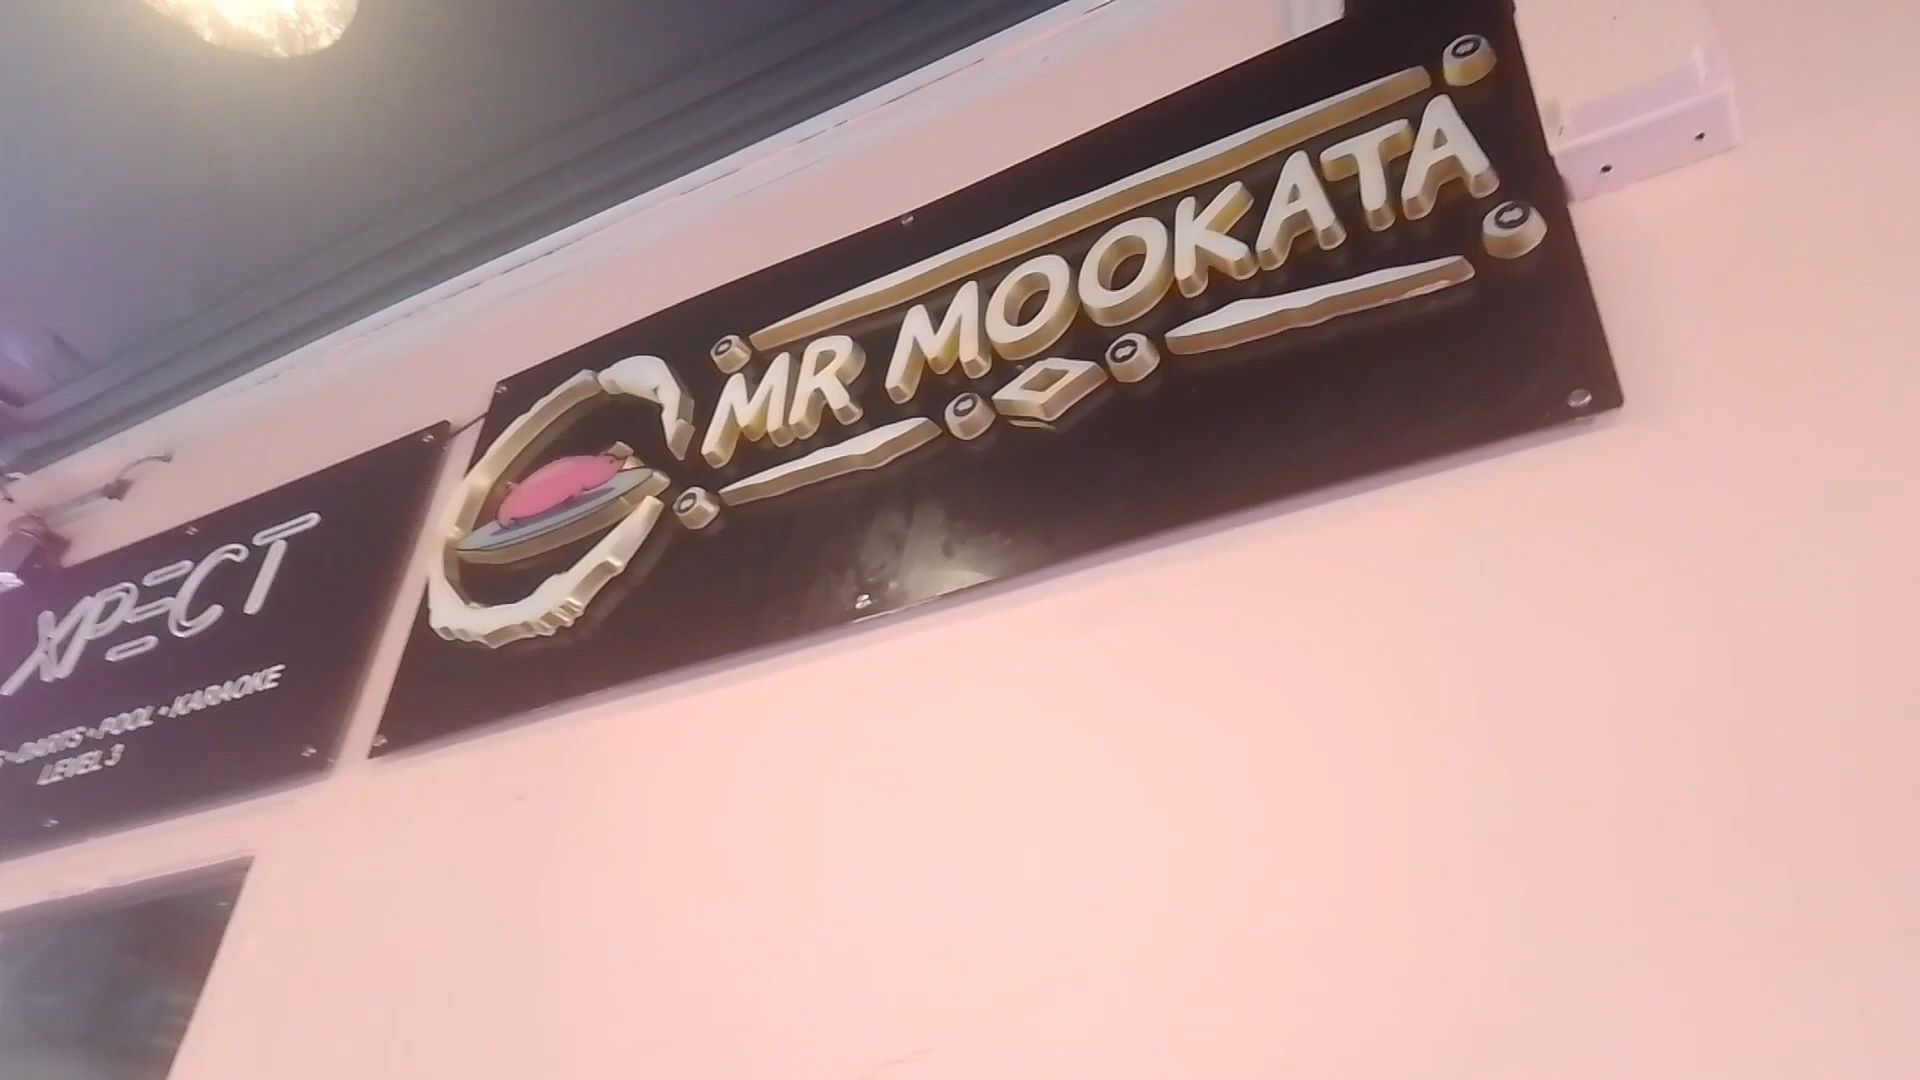 MR MOOKATA
XPECT
DARTS • POOL • KARAOKE
LEVEL 3